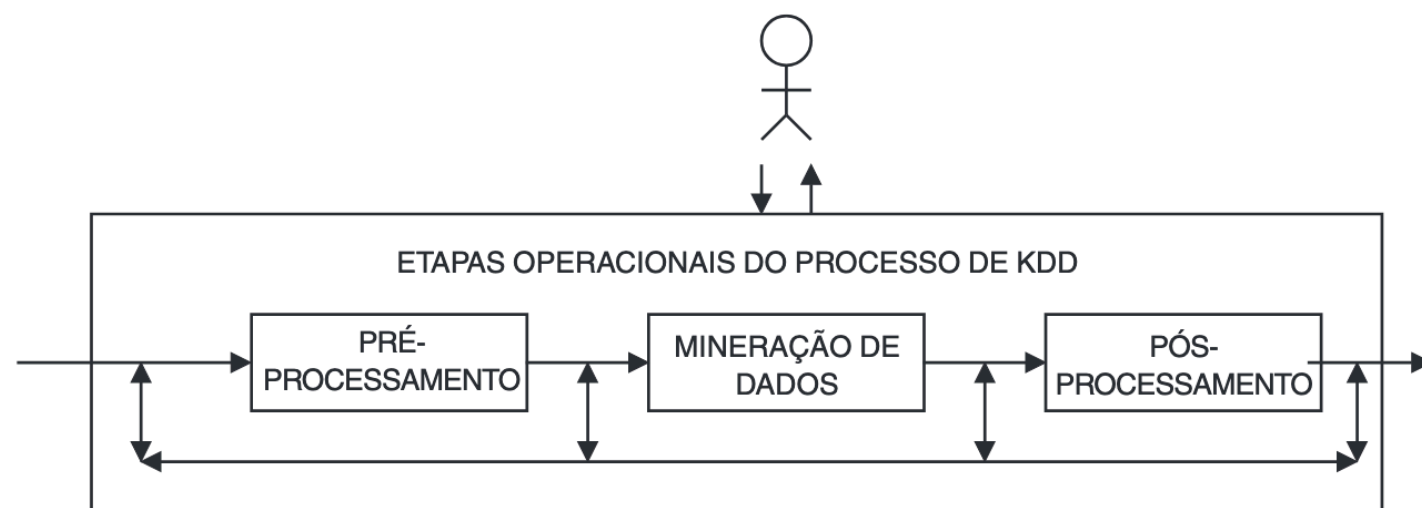 ETAPAS OPERACIONAIS DO PROCESSO DE KDD
PRÉ-
PROCESSAMENTO
MINERAÇÃO DE
DADOS
PÓS-
PROCESSAMENTO